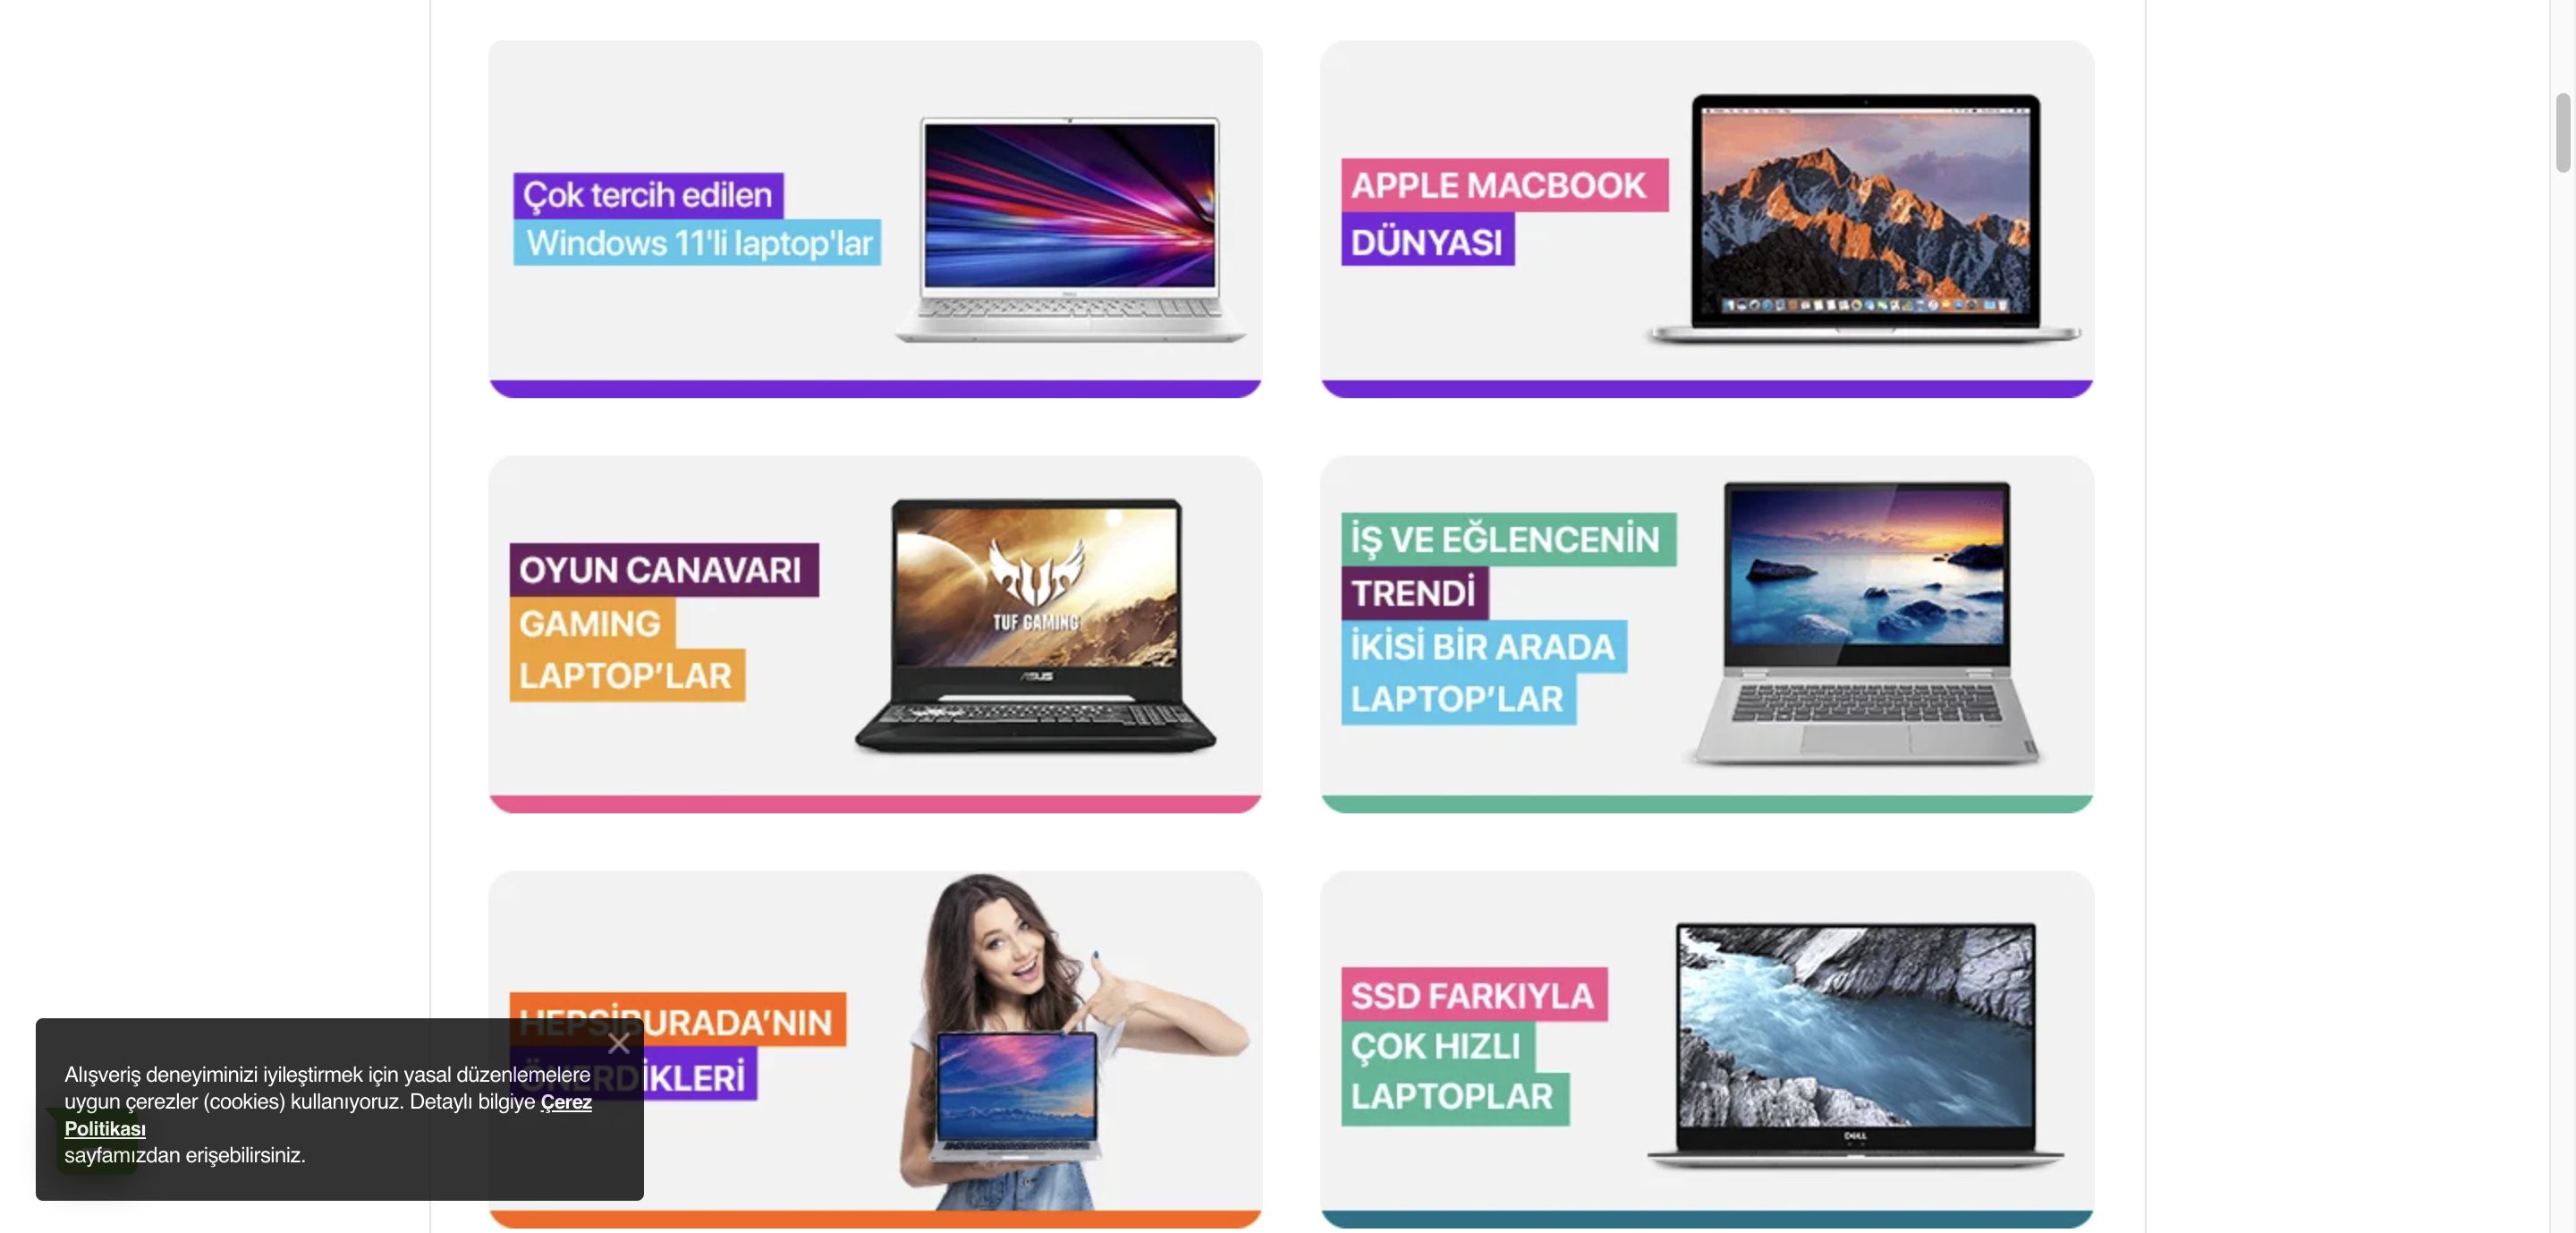 Çok tercih edilen
Windows 11'li laptop'lar
APPLE MACBOOK
DÜNYASI
OYUN CANAVARI
GAMING
LAPTOP'LAR
TUF GAMING
ASUS
İŞ VE EĞLENCENİN
TRENDİ
İKİSİ BİR ARADA
LAPTOP'LAR
HEPSİBURADA'NIN
ÖNERDİKLERİ
SSD FARKIYLA
ÇOK HIZLI
LAPTOPLAR
DELL
Alışveriş deneyiminizi iyileştirmek için yasal düzenlemelere
uygun çerezler (cookies) kullanıyoruz. Detaylı bilgiye Çerez
Politikası
sayfamızdan erişebilirsiniz.